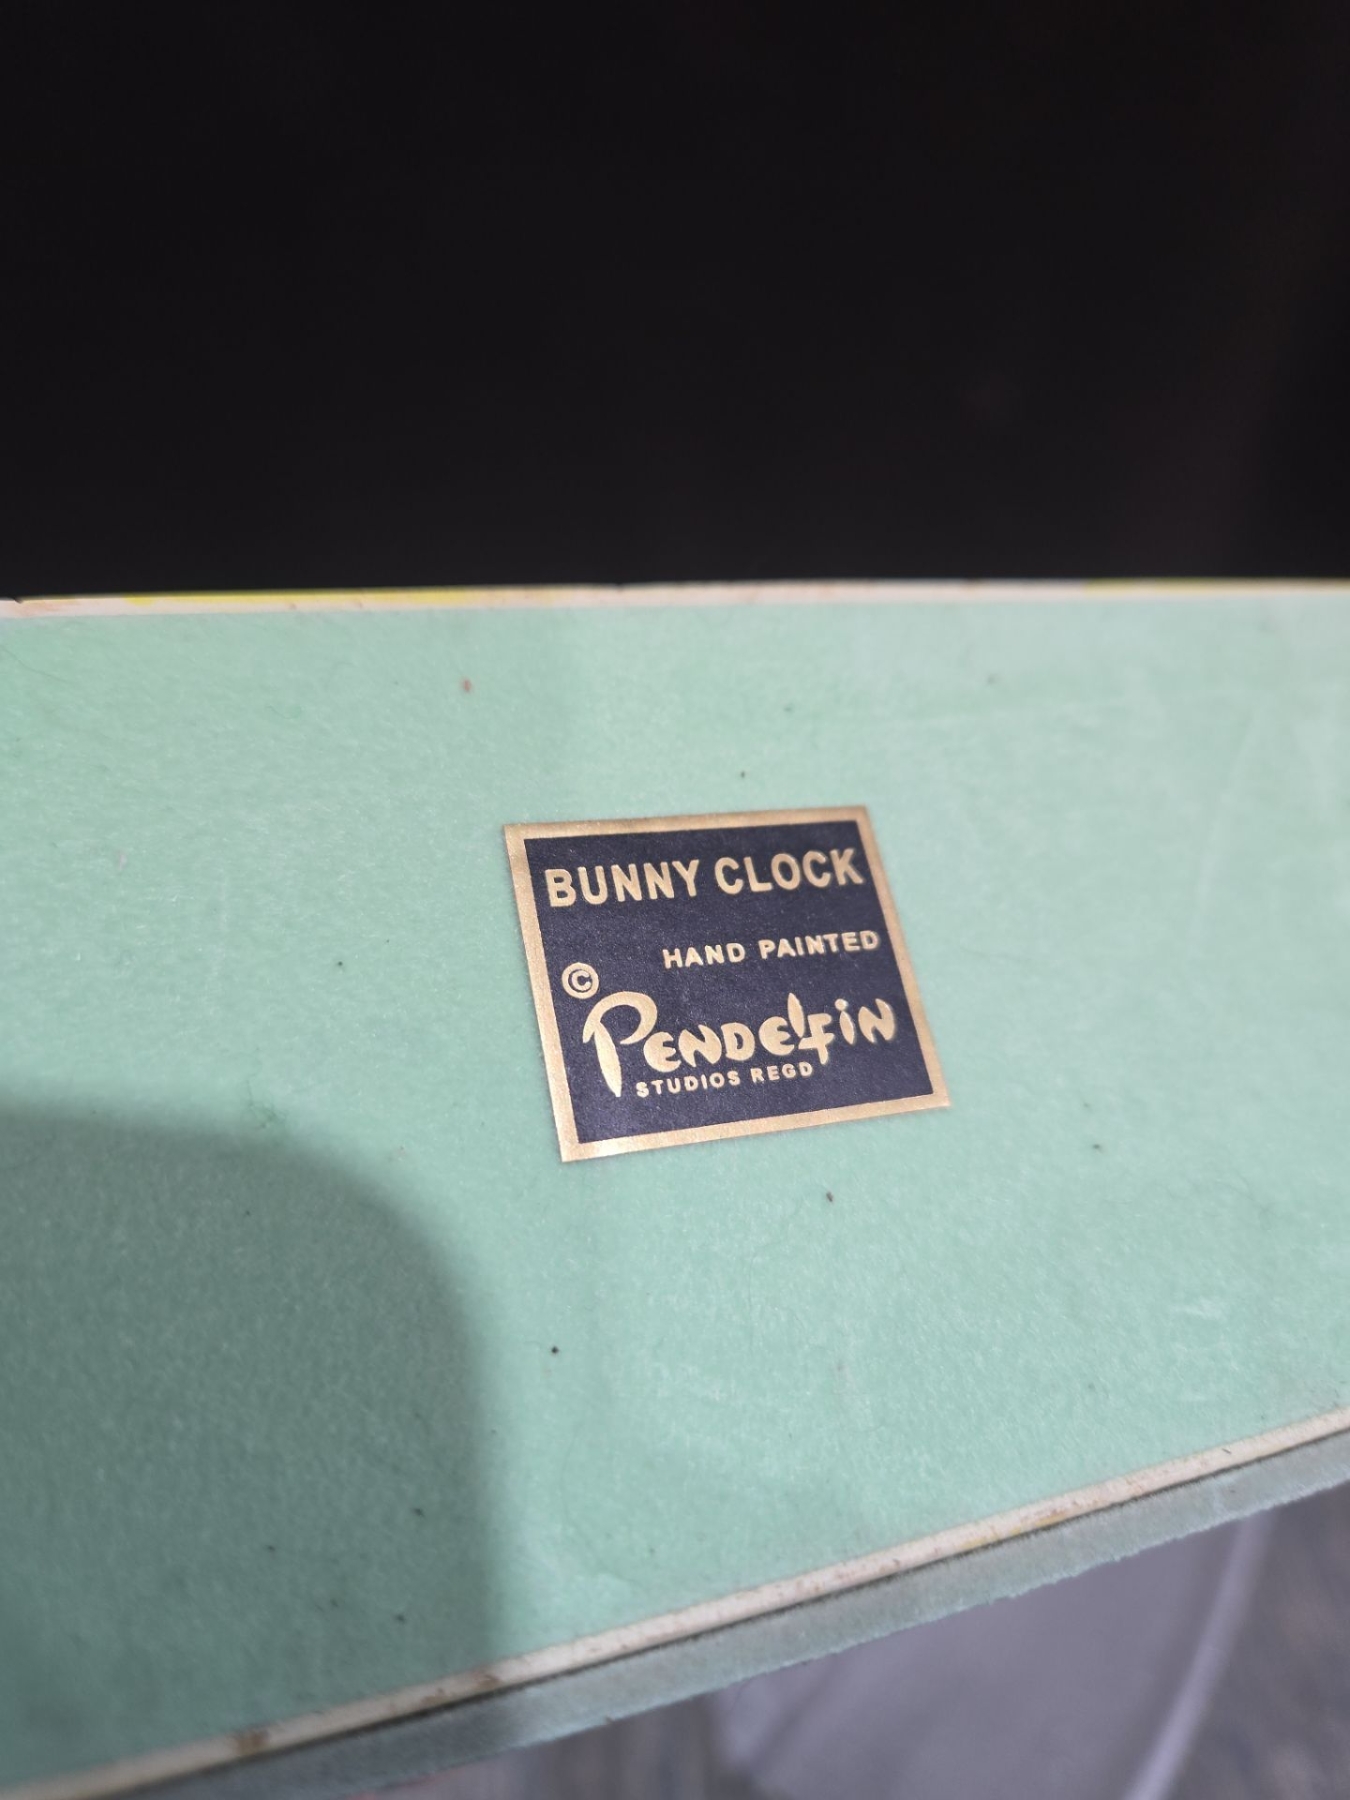 BUNNY CLOCK
HAND PAINTED
© PENDELFIN
STUDIOS REGD